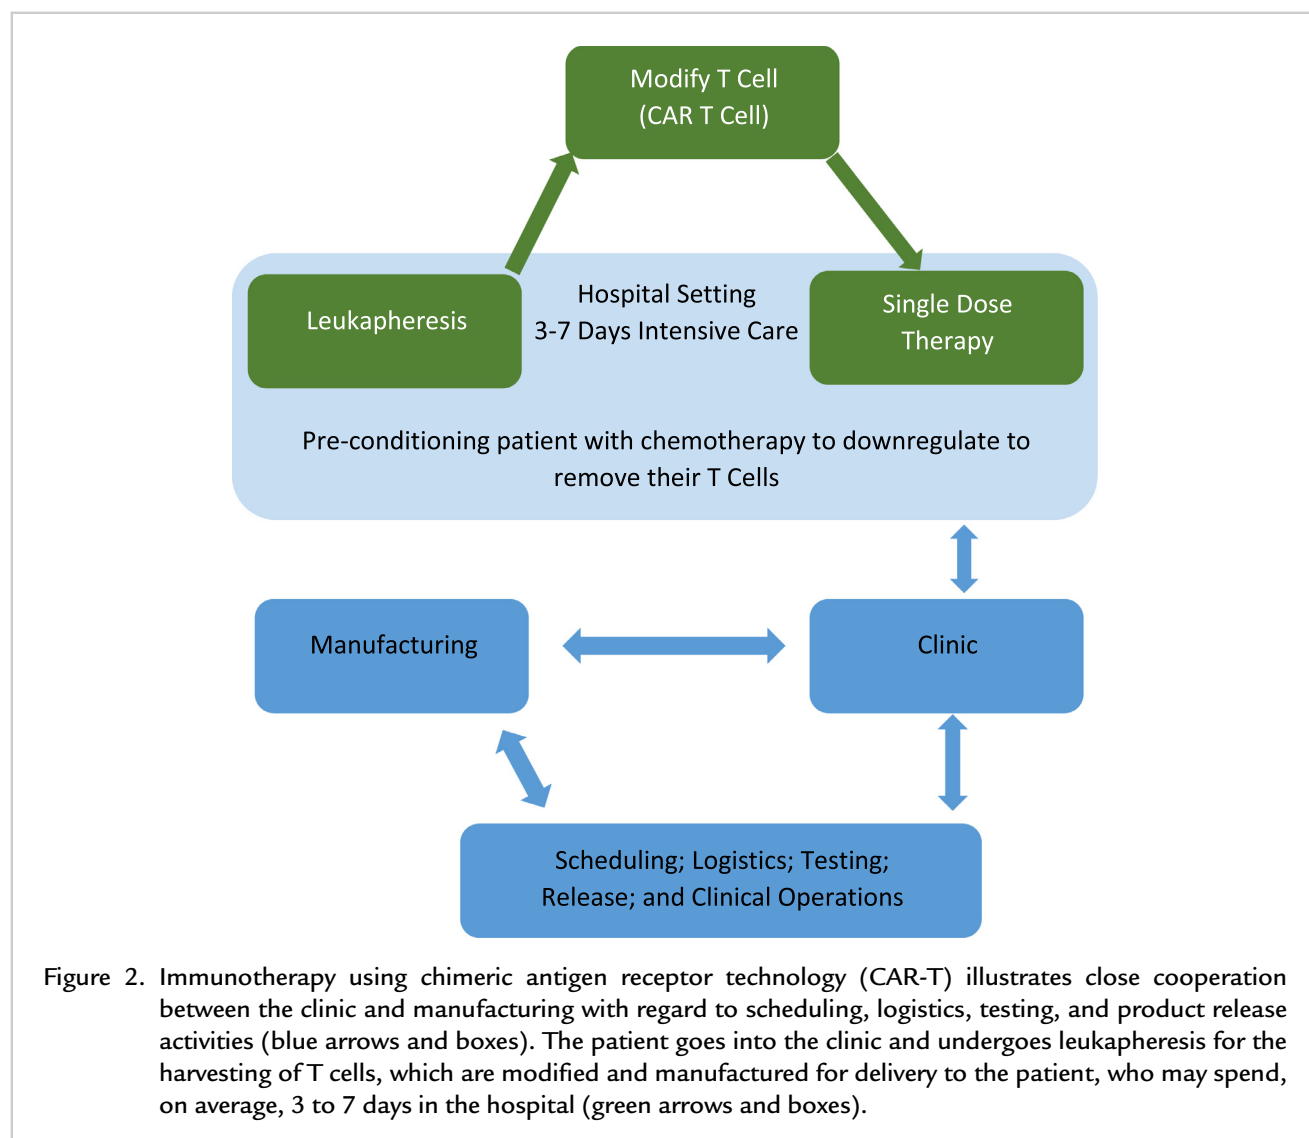 Modify T Cell
(CAR T Cell)
Leukapheresis
Hospital Setting
3-7 Days Intensive Care
Single Dose
Therapy
Pre-conditioning patient with chemotherapy to downregulate to
remove their T Cells
Manufacturing
Clinic
Scheduling; Logistics; Testing;
Release; and Clinical Operations
Figure 2. Immunotherapy using chimeric antigen receptor technology (CAR-T) illustrates close cooperation
between the clinic and manufacturing with regard to scheduling, logistics, testing, and product release
activities (blue arrows and boxes). The patient goes into the clinic and undergoes leukapheresis for the
harvesting of T cells, which are modified and manufactured for delivery to the patient, who may spend,
on average, 3 to 7 days in the hospital (green arrows and boxes).